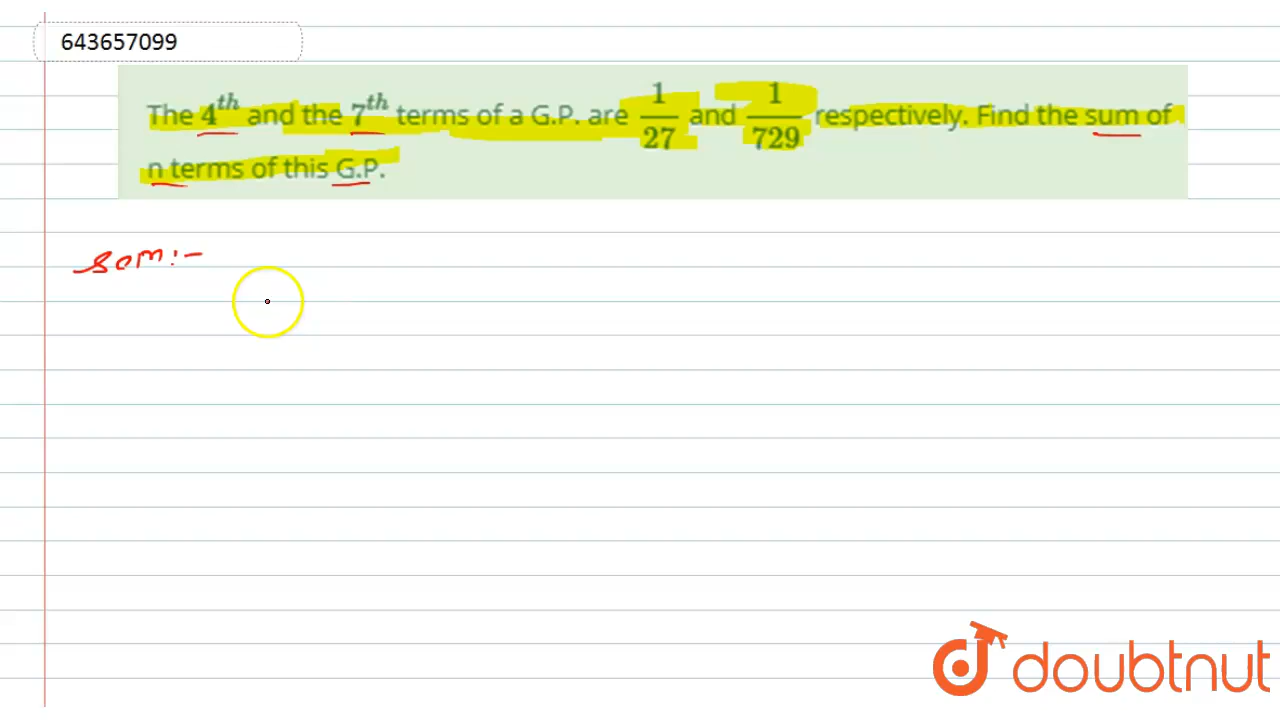 643657099
The 4^th and the 7^th terms of a G.P. are 1/27 and 1/729 respectively. Find the sum of
n terms of this G.P.
Som:-
doubtnut